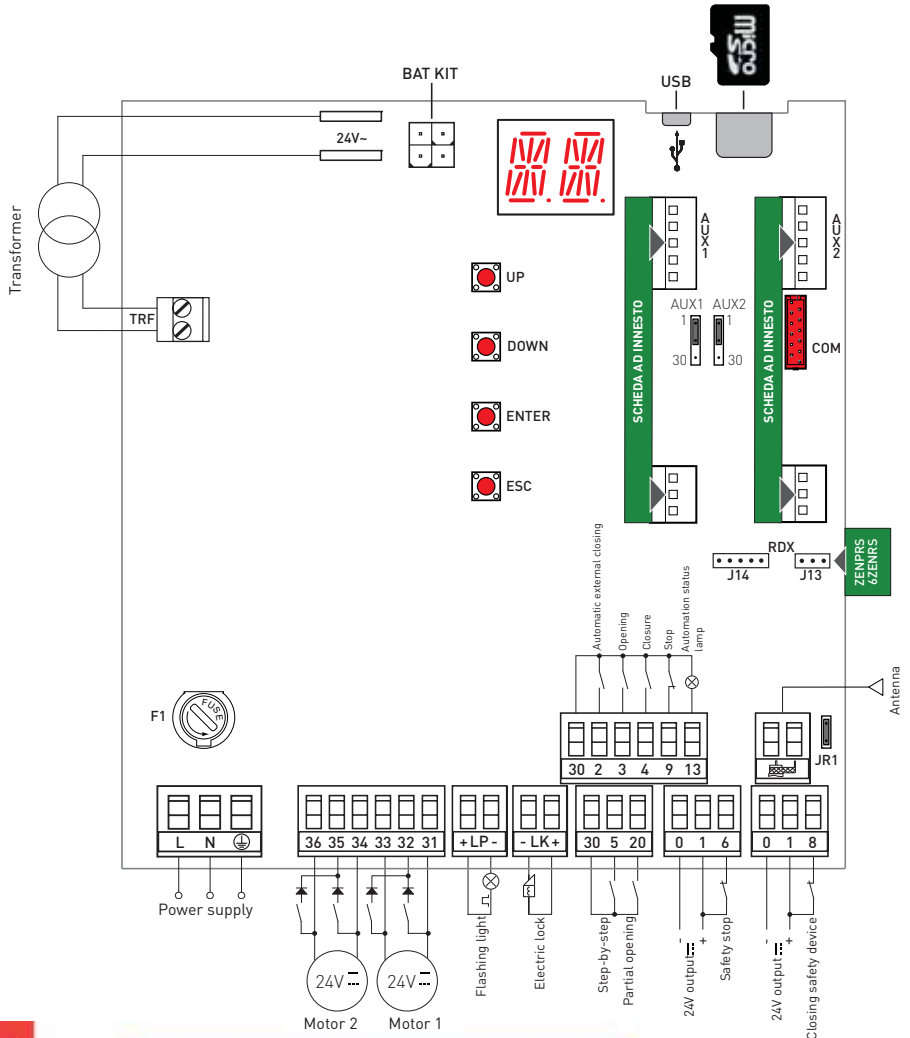 Micro
SD
BAT KIT
USB
24V~
Transformer
TRF
UP
DOWN
ENTER
ESC
AUX1
AUX2
SCHEDA AD INNESTO
SCHEDA AD INNESTO
AUX1 AUX2
1 1
30 30
COM
RDX
J14
J13
ZENPRS
6ZENRS
Automatic external closing
Opening
Closure
Stop
Automation status
lamp
Antenna
F1
FUSE
30 2 3 4 9 13
JR1
L N
36 35 34 33 32 31
+ LP -
- LK +
30 5 20
0 1 6
0 1 8
Power supply
24V
Motor 2
24V
Motor 1
Flashing light
Electric lock
Step-by-step
Partial opening
- +
24V output
Safety stop
- +
24V output
Closing safety device